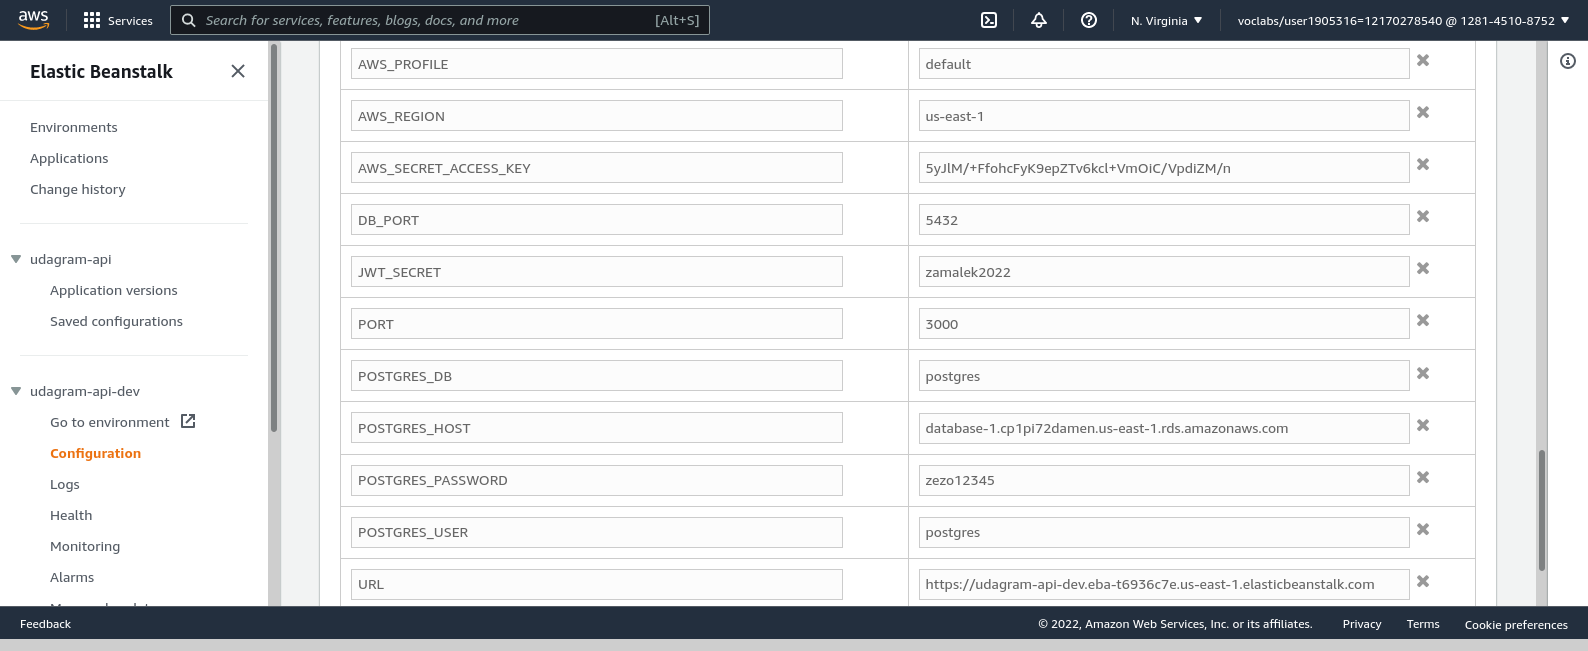 aws
Services
Search for services, features, blogs, docs, and more
[Alt+S]
N. Virginia
voclabs/user1905316=12170278540 @ 1281-4510-8752
Elastic Beanstalk
Environments
Applications
Change history
udagram-api
Application versions
Saved configurations
udagram-api-dev
Go to environment
Configuration
Logs
Health
Monitoring
Alarms
AWS_PROFILE
default
AWS_REGION
us-east-1
AWS_SECRET_ACCESS_KEY
5yJlM/+FfohcFyK9epZTv6kcl+VmOiC/VpdiZM/n
DB_PORT
5432
JWT_SECRET
zamalek2022
PORT
3000
POSTGRES_DB
postgres
POSTGRES_HOST
database-1.cp1pi72damen.us-east-1.rds.amazonaws.com
POSTGRES_PASSWORD
zezo12345
POSTGRES_USER
postgres
URL
https://udagram-api-dev.eba-t6936c7e.us-east-1.elasticbeanstalk.com
Feedback
© 2022, Amazon Web Services, Inc. or its affiliates.
Privacy
Terms
Cookie preferences